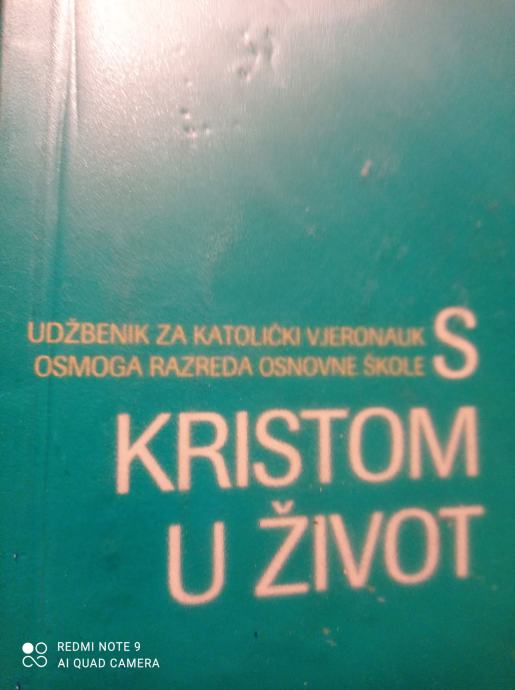 UDŽBENIK ZA KATOLIČKI VJERONAUK
OSMOGA RAZREDA OSNOVNE ŠKOLE
S
KRISTOM
U ŽIVOT
REDMI NOTE 9
AI QUAD CAMERA